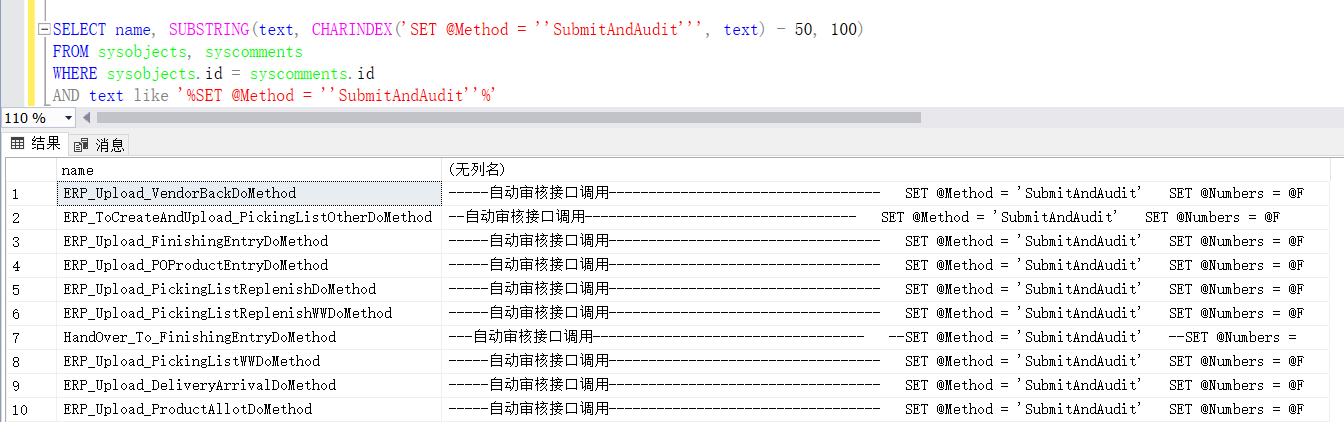 SELECT name, SUBSTRING(text, CHARINDEX('SET @Method = ''SubmitAndAudit''', text) - 50, 100)
FROM sysobjects, syscomments
WHERE sysobjects.id = syscomments.id
AND text like '%SET @Method = ''SubmitAndAudit''%'
110 %
结果 消息
name (无列名)
1 ERP_Upload_VendorBackDoMethod -----自动审核接口调用---------------------------------- SET @Method = 'SubmitAndAudit' SET @Numbers = @F
2 ERP_ToCreateAndUpload_PickingListOtherDoMethod --自动审核接口调用---------------------------------- SET @Method = 'SubmitAndAudit' SET @Numbers = @F
3 ERP_Upload_FinishingEntryDoMethod -----自动审核接口调用---------------------------------- SET @Method = 'SubmitAndAudit' SET @Numbers = @F
4 ERP_Upload_POProductEntryDoMethod -----自动审核接口调用---------------------------------- SET @Method = 'SubmitAndAudit' SET @Numbers = @F
5 ERP_Upload_PickingListReplenishDoMethod -----自动审核接口调用---------------------------------- SET @Method = 'SubmitAndAudit' SET @Numbers = @F
6 ERP_Upload_PickingListReplenishWWDoMethod -----自动审核接口调用---------------------------------- SET @Method = 'SubmitAndAudit' SET @Numbers = @F
7 HandOver_To_FinishingEntryDoMethod ---自动审核接口调用---------------------------------- --SET @Method = 'SubmitAndAudit' --SET @Numbers =
8 ERP_Upload_PickingListWWDoMethod -----自动审核接口调用---------------------------------- SET @Method = 'SubmitAndAudit' SET @Numbers = @F
9 ERP_Upload_DeliveryArrivalDoMethod -----自动审核接口调用---------------------------------- SET @Method = 'SubmitAndAudit' SET @Numbers = @F
10 ERP_Upload_ProductAllotDoMethod -----自动审核接口调用---------------------------------- SET @Method = 'SubmitAndAudit' SET @Numbers = @F